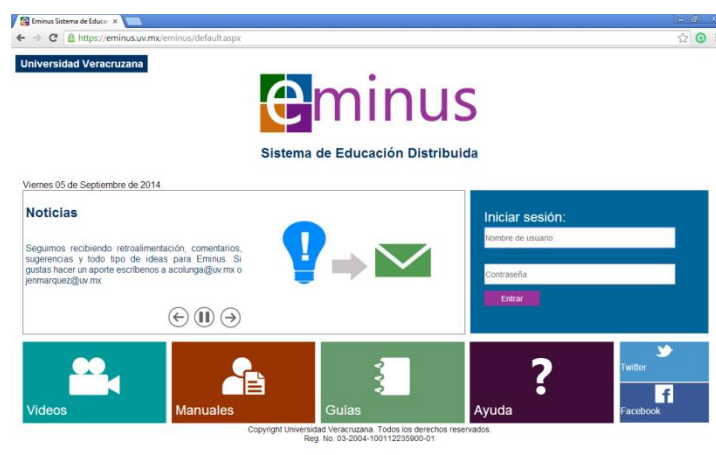 Eminus Sistema de Educac
https://eminus.uv.mx/eminus/default.aspx
Universidad Veracruzana
eminus
Sistema de Educación Distribuida
Viernes 05 de Septiembre de 2014
Noticias
Seguimos recibiendo retroalimentación, comentarios,
sugerencias y todo tipo de ideas para Eminus. Si
gustas hacer un aporte escríbenos a acolunga@uv.mx o
jenmarquez@uv.mx
Iniciar sesión:
Nombre de usuario
Contraseña
Entrar
Videos
Manuales
Guías
?
Ayuda
Twitter
Facebook
Copyright Universidad Veracruzana. Todos los derechos reservados.
Reg. No. 03-2004-100112235900-01